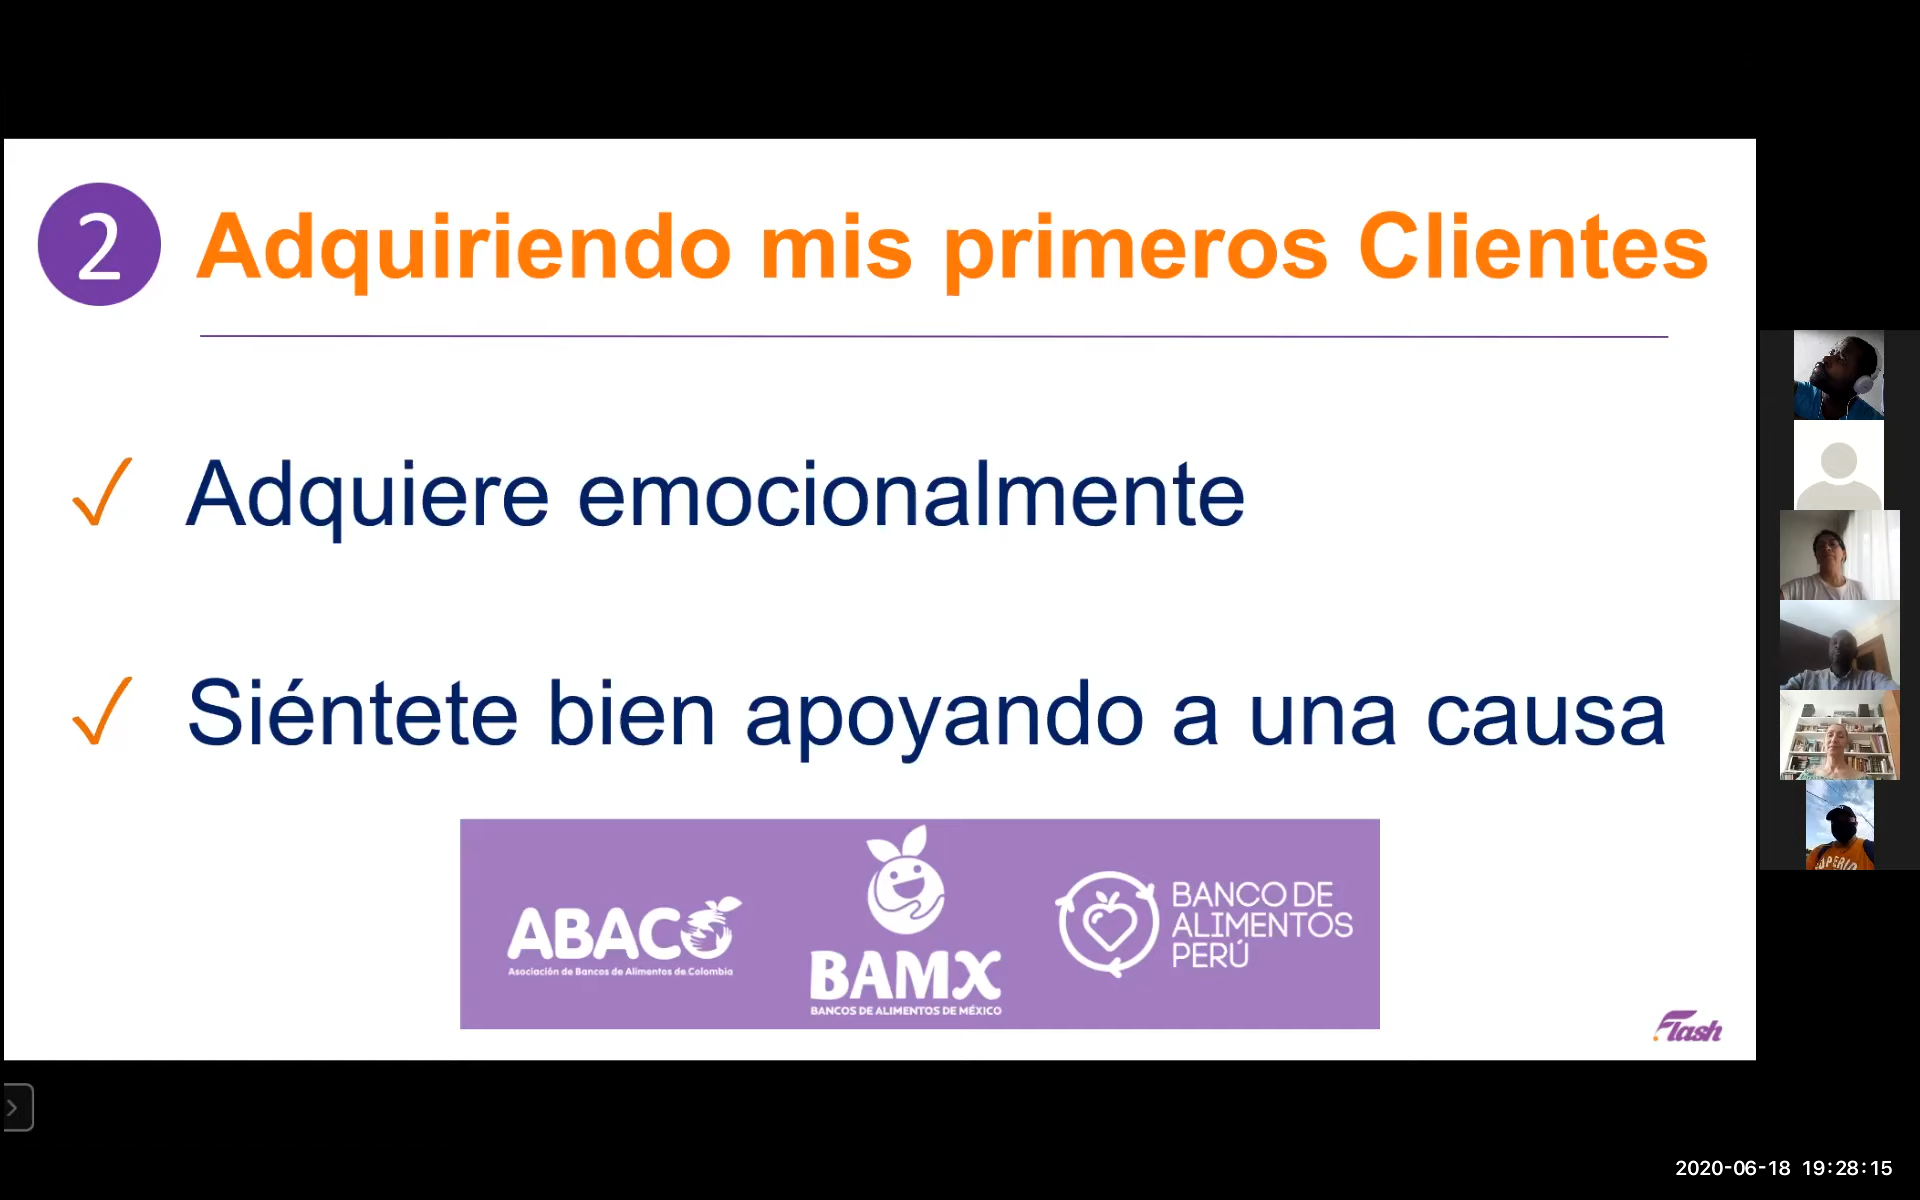 2 Adquiriendo mis primeros Clientes
✓ Adquiere emocionalmente
✓ Siéntete bien apoyando a una causa
ABACO
Asociación de Bancos de Alimentos de Colombia
BAMX
BANCOS DE ALIMENTOS DE MÉXICO
BANCO DE
ALIMENTOS
PERÚ
Flash
2020-06-18 19:28:15